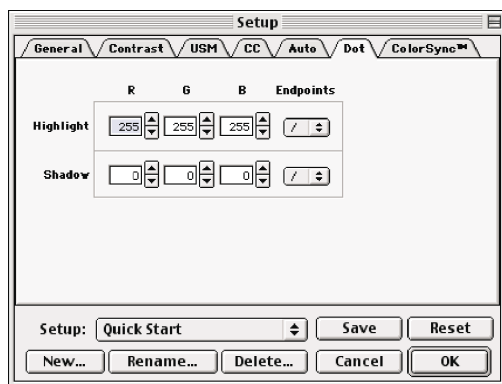 Setup
General Contrast USM CC Auto Dot ColorSync™
R G B Endpoints
Highlight 255 255 255 /
Shadow 0 0 0 /
Setup: Quick Start Save Reset
New... Rename... Delete... Cancel OK